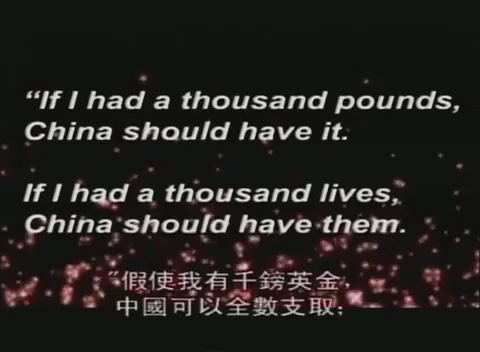 “If I had a thousand pounds,
China should have it.
If I had a thousand lives,
China should have them.
"假使我有千鎊英金，
中國可以全數支取；